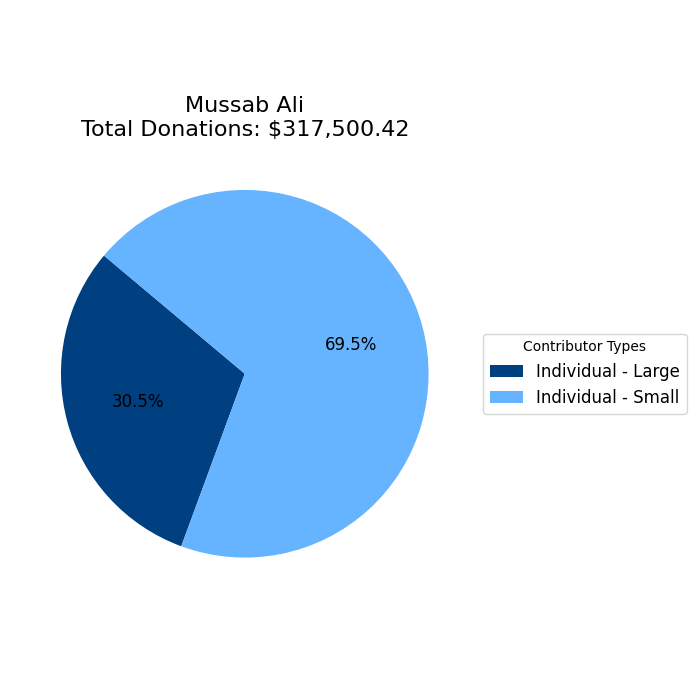 Mussab Ali
Total Donations: $317,500.42
69.5%
30.5%
Contributor Types
Individual - Large
Individual - Small